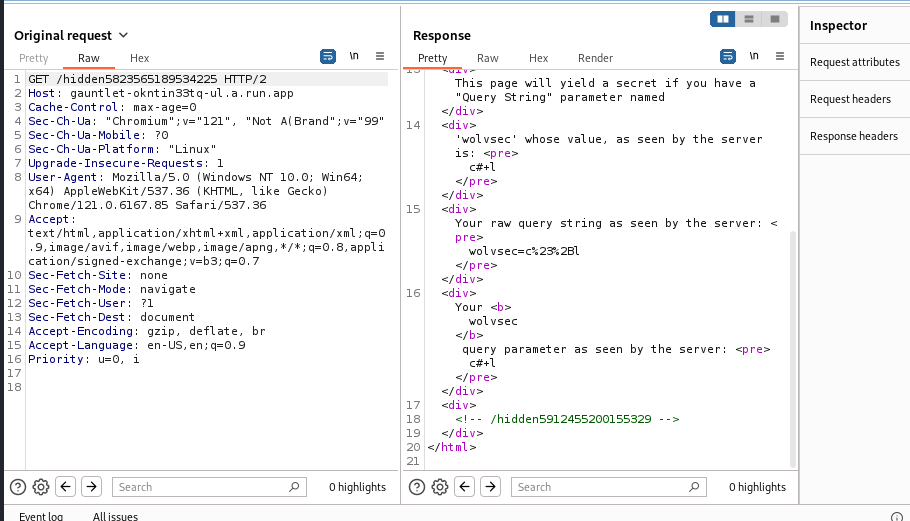 Original request
Pretty Raw Hex \n
1 GET /hidden5823565189534225 HTTP/2
2 Host: gauntlet-okntin33tq-ul.a.run.app
3 Cache-Control: max-age=0
4 Sec-Ch-Ua: "Chromium";v="121", "Not A(Brand";v="99"
5 Sec-Ch-Ua-Mobile: ?0
6 Sec-Ch-Ua-Platform: "Linux"
7 Upgrade-Insecure-Requests: 1
8 User-Agent: Mozilla/5.0 (Windows NT 10.0; Win64;
x64) AppleWebKit/537.36 (KHTML, like Gecko)
Chrome/121.0.6167.85 Safari/537.36
9 Accept:
text/html,application/xhtml+xml,application/xml;q=0
.9,image/avif,image/webp,image/apng,*/*;q=0.8,appli
cation/signed-exchange;v=b3;q=0.7
10 Sec-Fetch-Site: none
11 Sec-Fetch-Mode: navigate
12 Sec-Fetch-User: ?1
13 Sec-Fetch-Dest: document
14 Accept-Encoding: gzip, deflate, br
15 Accept-Language: en-US,en;q=0.9
16 Priority: u=0, i
17
18
Search 0 highlights
Response
Pretty Raw Hex Render \n
13 <div>
This page will yield a secret if you have a
"Query String" parameter named
</div>
14 <div>
'wolvsec' whose value, as seen by the server
is: <pre>
c#+l
</pre>
</div>
15 <div>
Your raw query string as seen by the server: <
pre>
wolvsec=c%23%2Bl
</pre>
</div>
16 <div>
Your <b>
wolvsec
</b>
query parameter as seen by the server: <pre>
c#+l
</pre>
</div>
17 <div>
18 <!-- /hidden5912455200155329 -->
19 </div>
20 </html>
21
Search 0 highlights
Inspector
Request attributes
Request headers
Response headers
Event log All issues